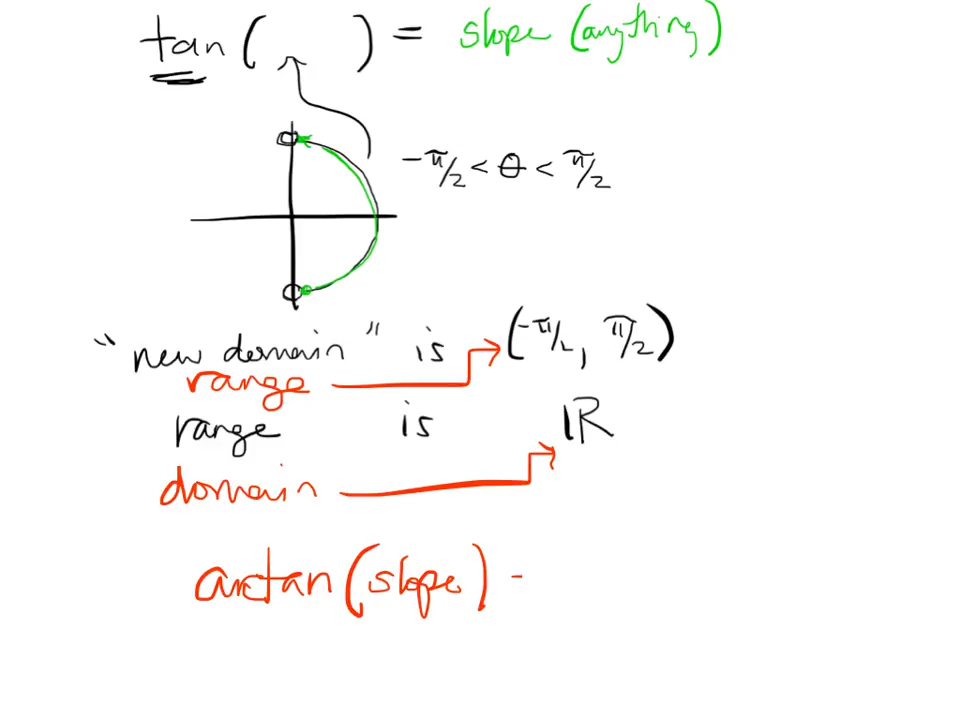 tan (      ) = slope (anything)
-π/2 < θ < π/2
"new domain" is (-π/2, π/2)
range
range is ℝ
domain
arctan (slope) -